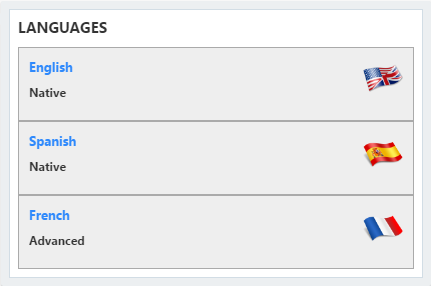 LANGUAGES
English
Native
Spanish
Native
French
Advanced